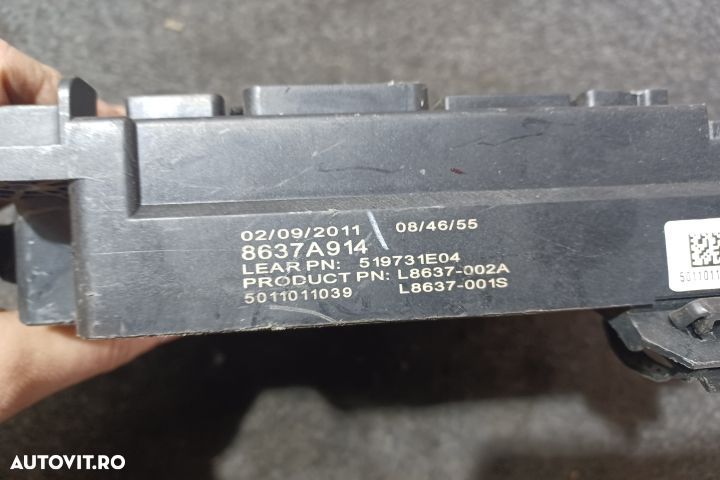 02/09/2011 08/46/55
8637A914
LEAR PN: 519731E04
PRODUCT PN: L8637-002A
5011011039 L8637-001S
AUTOVIT.RO